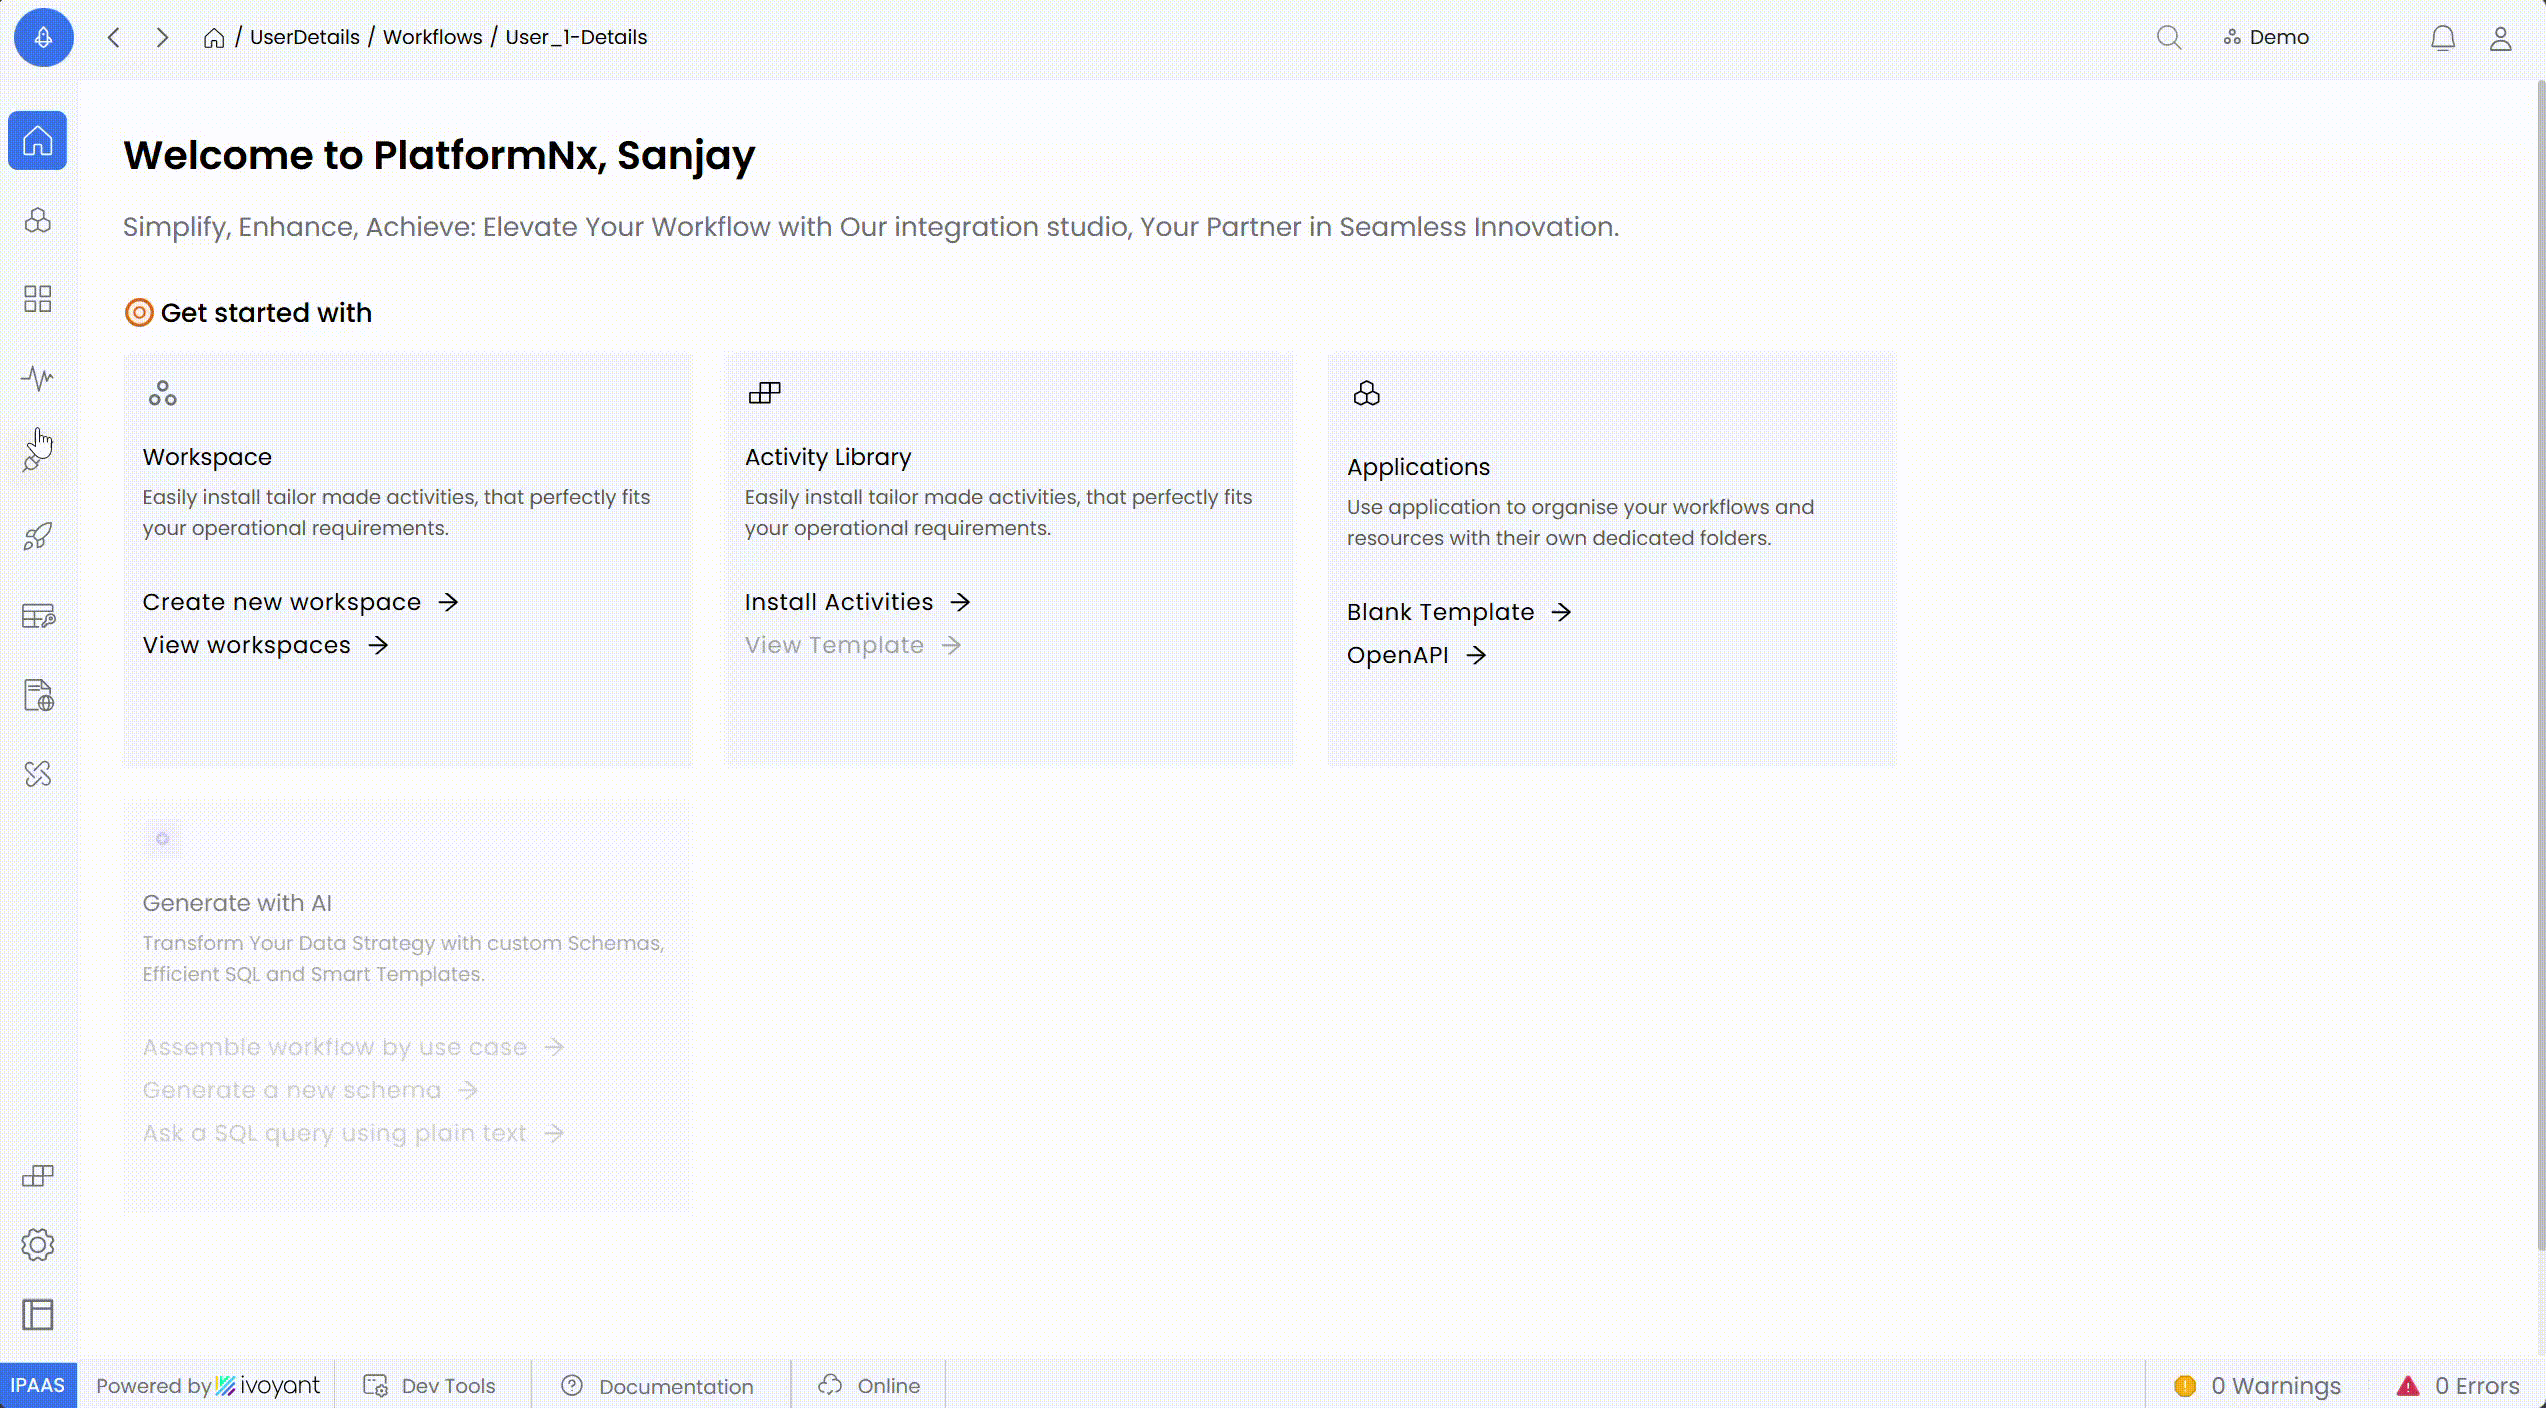 / UserDetails / Workflows / User_1-Details
Demo
Welcome to PlatformNx, Sanjay
Simplify, Enhance, Achieve: Elevate Your Workflow with Our integration studio, Your Partner in Seamless Innovation.
Get started with
Workspace
Easily install tailor made activities, that perfectly fits
your operational requirements.
Create new workspace
View workspaces
Activity Library
Easily install tailor made activities, that perfectly fits
your operational requirements.
Install Activities
View Template
Applications
Use application to organise your workflows and
resources with their own dedicated folders.
Blank Template
OpenAPI
Generate with AI
Transform Your Data Strategy with custom Schemas,
Efficient SQL and Smart Templates.
Assemble workflow by use case
Generate a new schema
Ask a SQL query using plain text
IPAAS
Powered by ivoyant
Dev Tools
Documentation
Online
0 Warnings
0 Errors